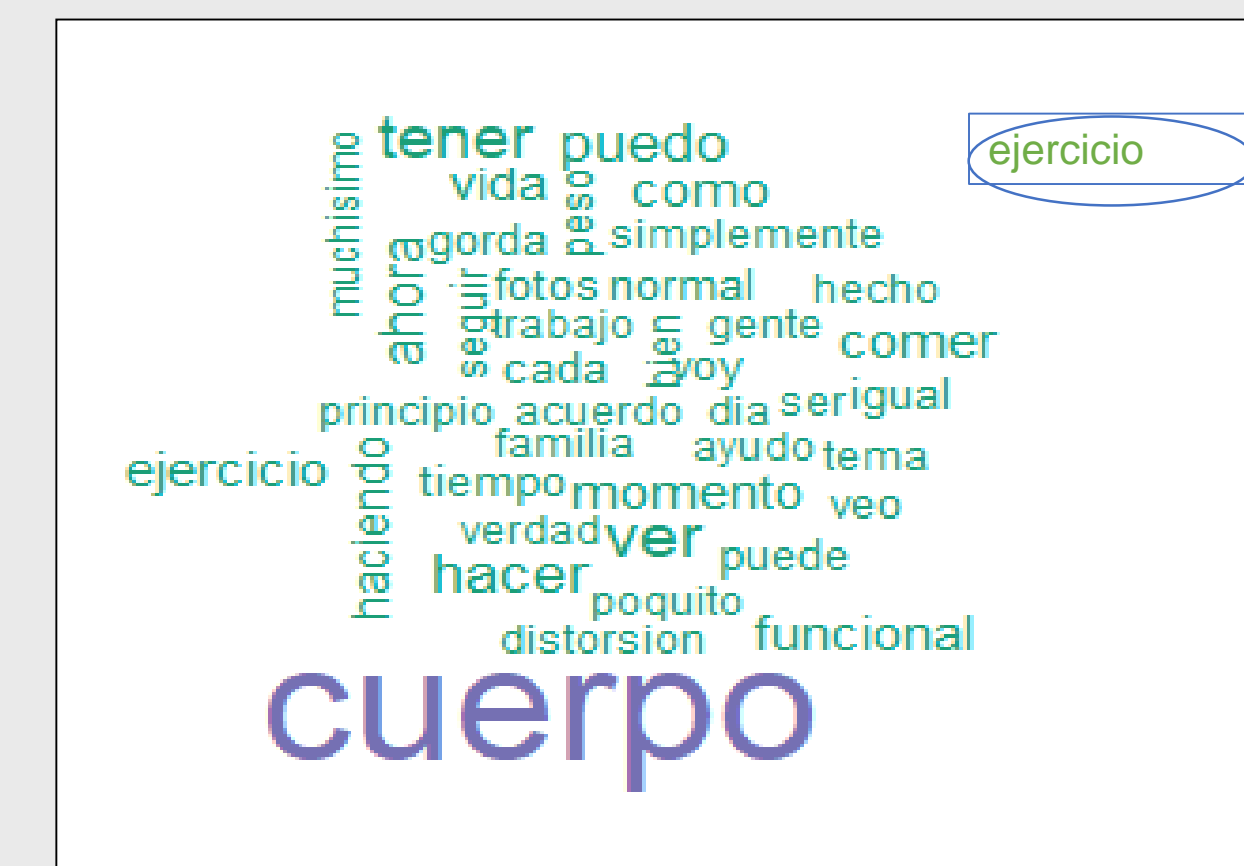 tener puedo
muchisimo
ejercicio
vida
peso
como
gorda
simplemente
ahora
seguir
fotos normal
hecho
trabajo
bien
gente
comer
cada
voy
principio acuerdo dia ser igual
familia
ayudo tema
ejercicio
haciendo
tiempo momento veo
verdad ver
puede
hacer
poquito
distorsion
funcional
cuerpo